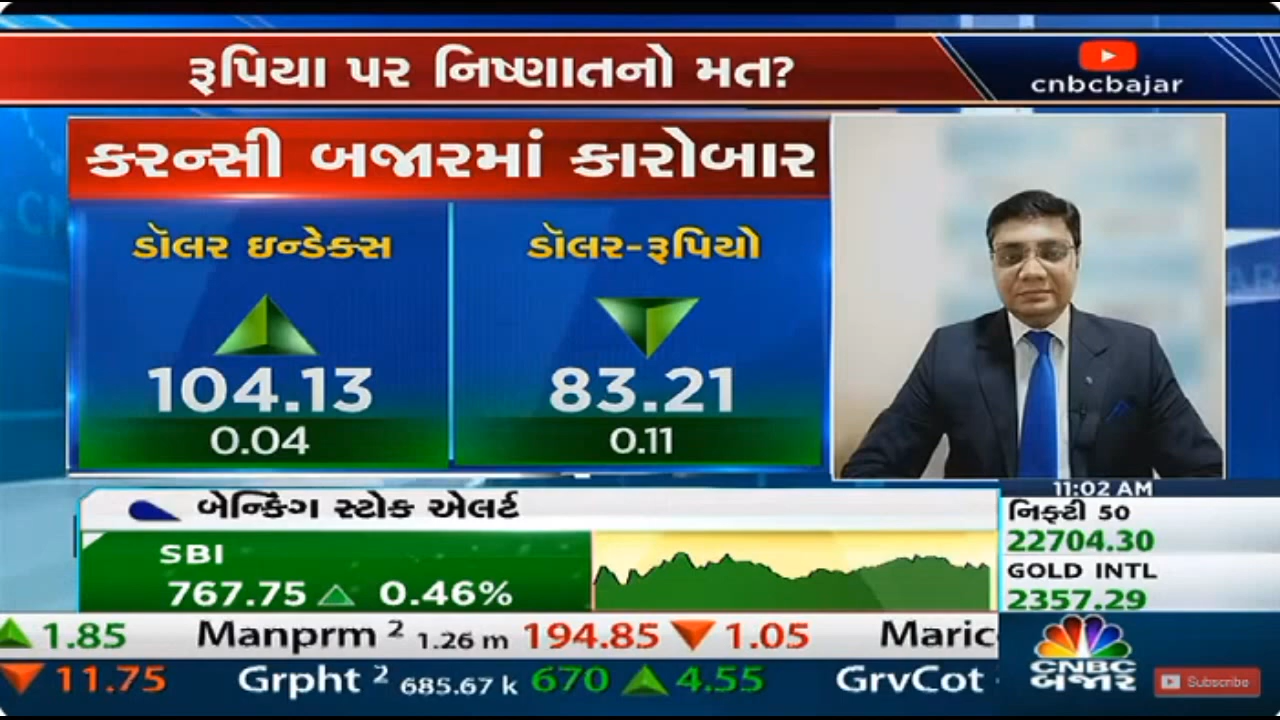 રૂપિયા પર નિષ્ણાતનો મત?
cnbcbajar
કરન્સી બજારમાં કારોબાર
ડૉલર ઇન્ડેક્સ
104.13
0.04
ડૉલર-રૂપિયો
83.21
0.11
11:02 AM
બેન્કિંગ સ્ટોક એલર્ટ
SBI
767.75 0.46%
નિફ્ટી 50
22704.30
GOLD INTL
2357.29
1.85 Manprm 2 1.26 m 194.85 1.05 Maric
11.75 Grpht 2 685.67 k 670 4.55 GrvCot
CNBC
બજાર
Subscribe